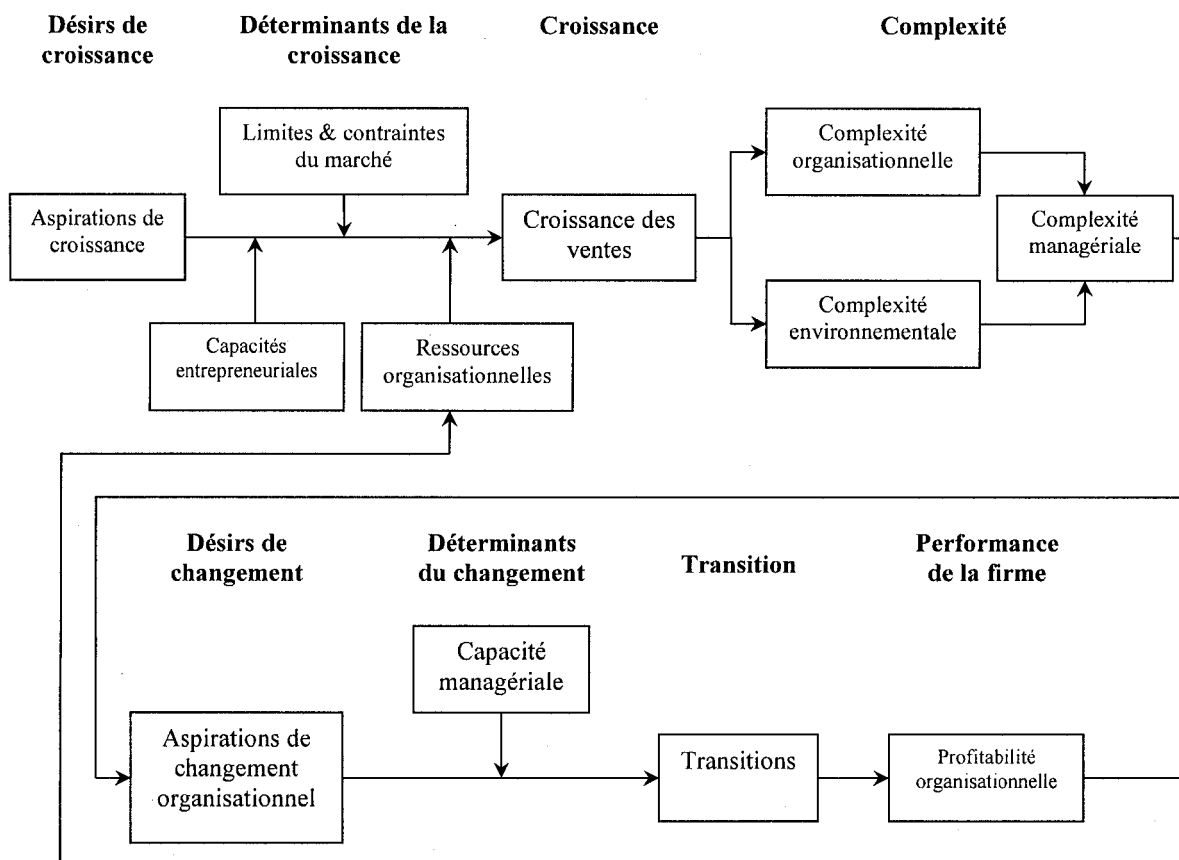 Désirs de
croissance
Déterminants de la
croissance
Croissance
Complexité
Limites & contraintes
du marché
Complexité
organisationnelle
Aspirations de
croissance
Croissance des
ventes
Complexité
managériale
Complexité
environnementale
Capacités
entrepreneuriales
Ressources
organisationnelles
Désirs de
changement
Déterminants
du changement
Transition
Performance
de la firme
Capacité
managériale
Aspirations de
changement
organisationnel
Transitions
Profitabilité
organisationnelle